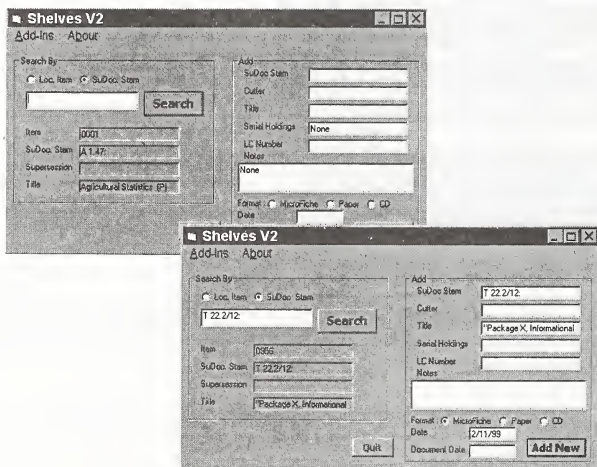 Shelves V2
Add-Ins About
Search By
Loc. Item SuDoc. Stem
Search
Item 0001
SuDoc. Stem A 1.47:
Supersession
Title Agricultural Statistics (P)
Add
SuDoc Stem
Cutter
Title
Serial Holdings None
LC Number
Notes
None
Format: MicroFiche Paper CD
Date
Shelves V2
Add-Ins About
Search By
Loc. Item SuDoc Stem
T 22.2/12:
Search
Item 0956
SuDoc. Stem T 22.2/12:
Supersession
Title "Package X, Informational
Quit
Add
SuDoc Stem T 22.2/12:
Cutter
Title "Package X, Informational
Serial Holdings
LC Number
Notes
Format: MicroFiche Paper CD
Date 2/11/99
Document Date Add New